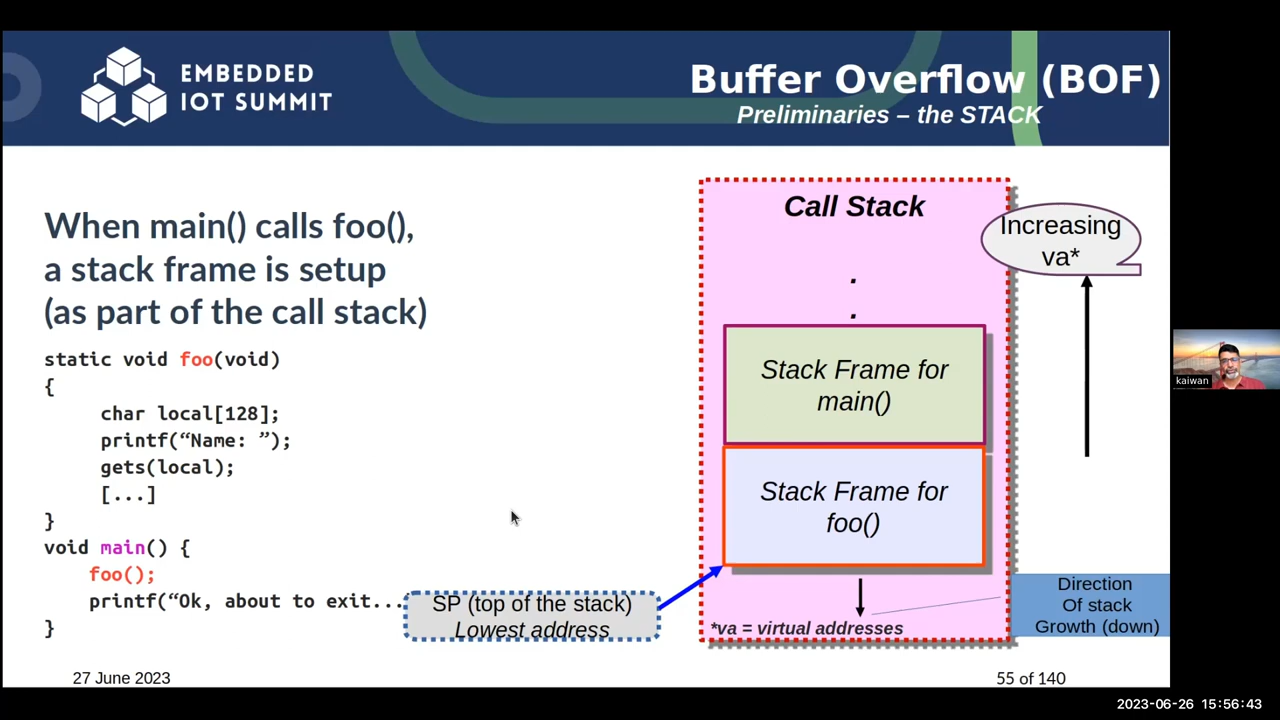 EMBEDDED
IOT SUMMIT
Buffer Overflow (BOF)
Preliminaries – the STACK
When main() calls foo(),
a stack frame is setup
(as part of the call stack)
static void foo(void)
{
char local[128];
printf(“Name: ”);
gets(local);
[...]
}
void main() {
foo();
printf(“Ok, about to exit...
}
SP (top of the stack)
Lowest address
Call Stack
.
.
Stack Frame for
main()
Stack Frame for
foo()
*va = virtual addresses
Increasing
va*
Direction
Of stack
Growth (down)
kaiwan
27 June 2023
55 of 140
2023-06-26 15:56:43